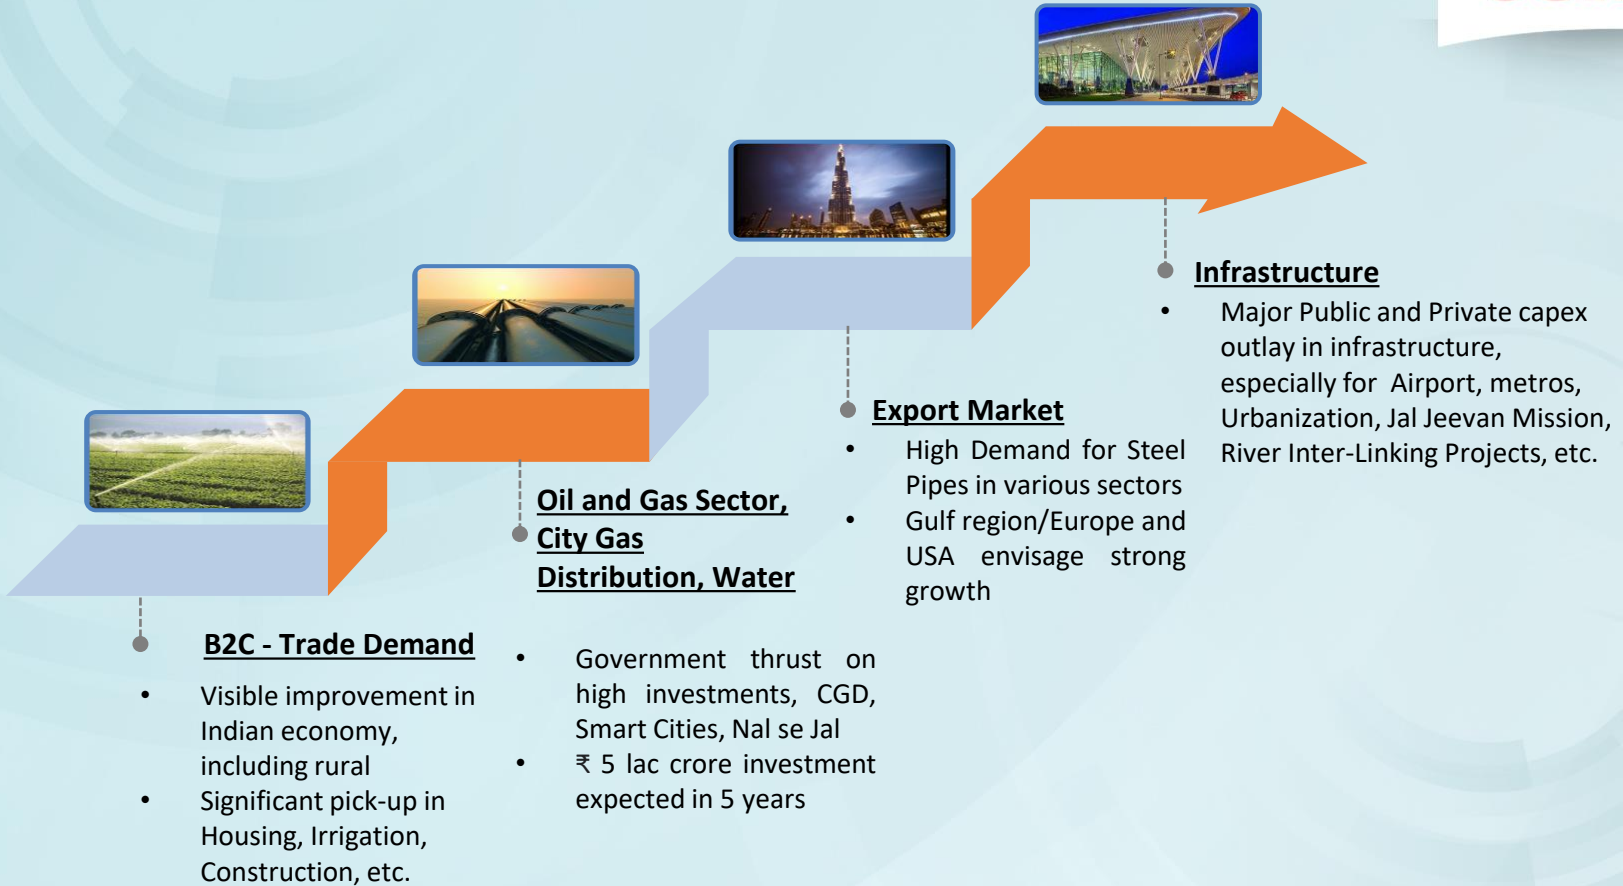 B2C - Trade Demand
• Visible improvement in
Indian economy,
including rural
• Significant pick-up in
Housing, Irrigation,
Construction, etc.
Oil and Gas Sector,
City Gas
Distribution, Water
• Government thrust on
high investments, CGD,
Smart Cities, Nal se Jal
• ₹ 5 lac crore investment
expected in 5 years
Export Market
• High Demand for Steel
Pipes in various sectors
• Gulf region/Europe and
USA envisage strong
growth
Infrastructure
• Major Public and Private capex
outlay in infrastructure,
especially for Airport, metros,
Urbanization, Jal Jeevan Mission,
River Inter-Linking Projects, etc.